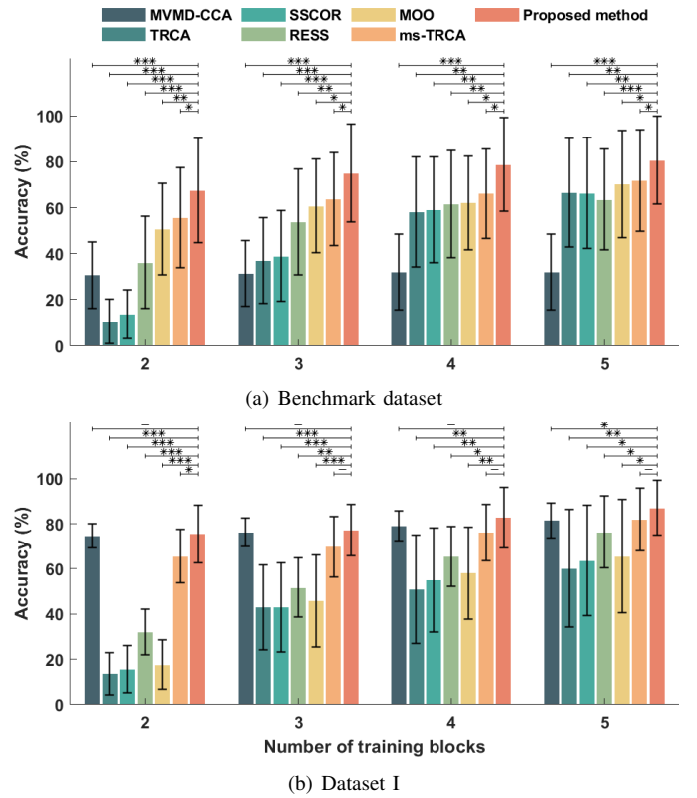 MVMD-CCA SSCOR MOO Proposed method
TRCA RESS ms-TRCA
Accuracy (%)
100
80
60
40
20
0
2 3 4 5
(a) Benchmark dataset
Accuracy (%)
100
80
60
40
20
0
2 3 4 5
Number of training blocks
(b) Dataset I